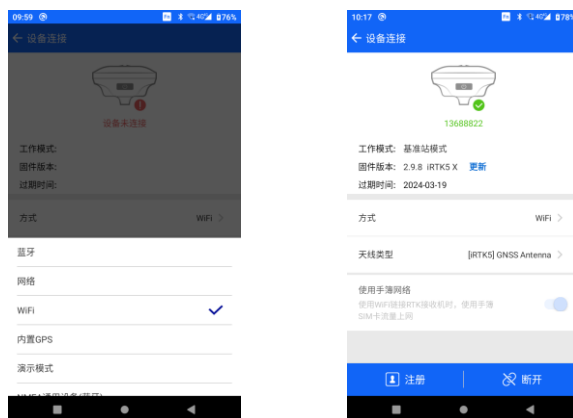 09:59 76%
设备连接
设备未连接
工作模式:
固件版本:
过期时间:
方式 WiFi
蓝牙
网络
WiFi
内置GPS
演示模式
10:17 78%
设备连接
13688822
工作模式: 基准站模式
固件版本: 2.9.8 iRTK5 X 更新
过期时间: 2024-03-19
方式 WiFi
天线类型 [iRTK5] GNSS Antenna
使用手簿网络
使用WiFi链接RTK接收机时，使用手簿
SIM卡流量上网
注册 断开